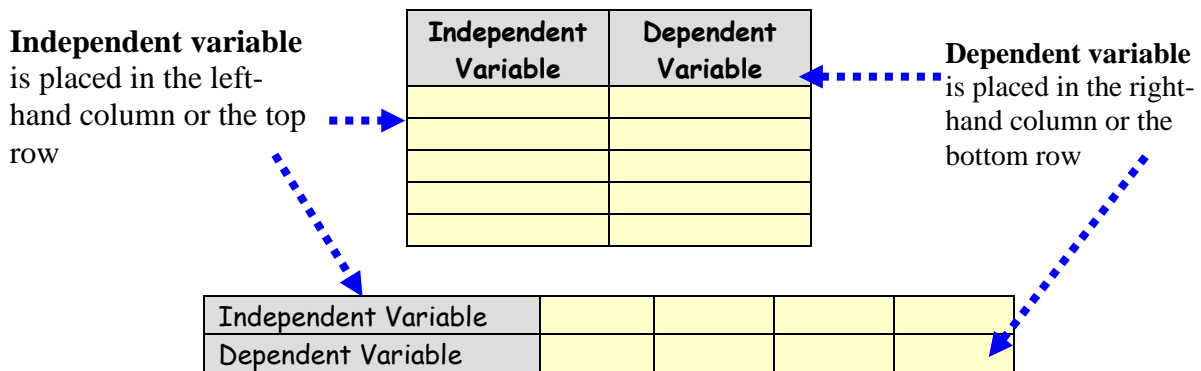 Independent variable
is placed in the left-
hand column or the top
row
Independent
Variable
Dependent
Variable
Dependent variable
is placed in the right-
hand column or the
bottom row
Independent Variable
Dependent Variable